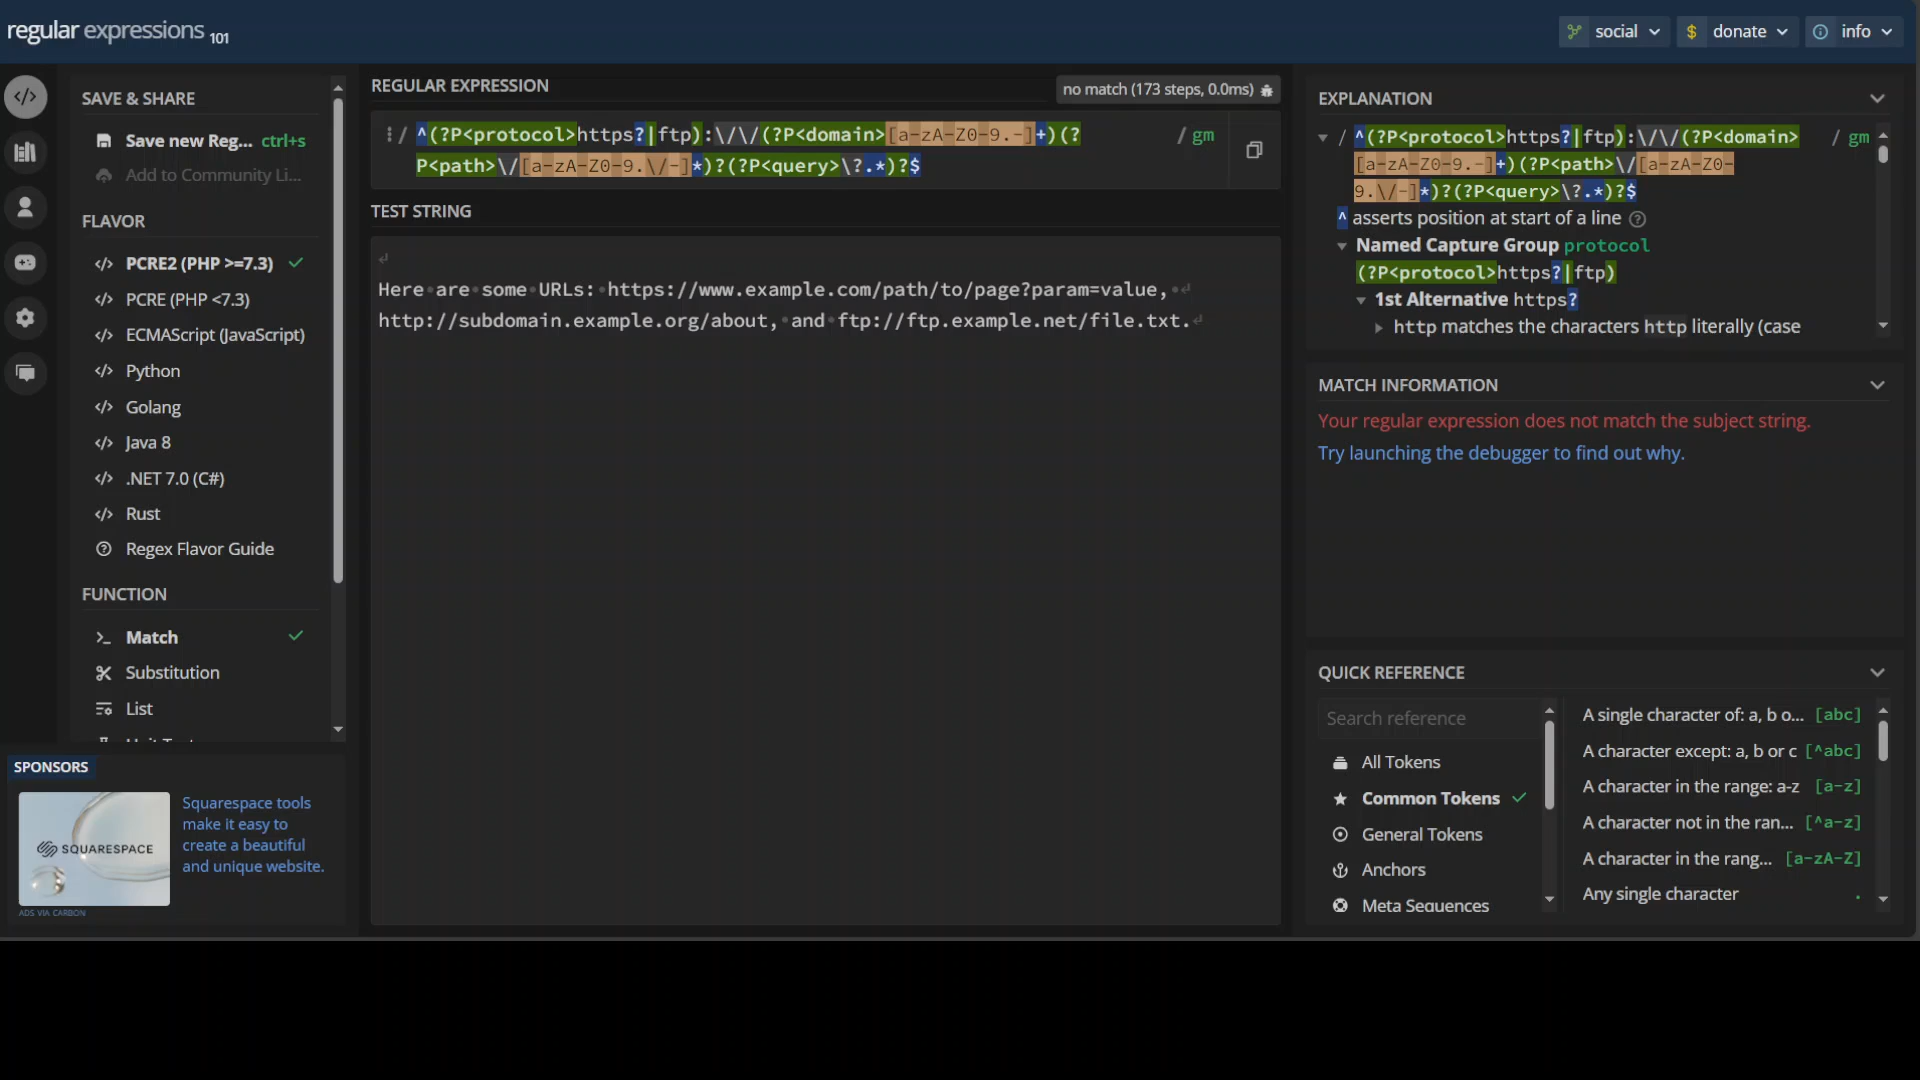 regular expressions 101
social
donate
info
SAVE & SHARE
Save new Reg... ctrl+s
Add to Community Li...
FLAVOR
PCRE2 (PHP >=7.3)
PCRE (PHP <7.3)
ECMAScript (JavaScript)
Python
Golang
Java 8
.NET 7.0 (C#)
Rust
Regex Flavor Guide
FUNCTION
Match
Substitution
List
SPONSORS
SQUARESPACE
Squarespace tools
make it easy to
create a beautiful
and unique website.
ADS VIA CARBON
REGULAR EXPRESSION
no match (173 steps, 0.0ms)
/ ^(?P<protocol>https?|ftp):\/\/(?P<domain>[a-zA-Z0-9.-]+)(? / gm
P<path>\/[a-zA-Z0-9.\/-]*)?(?P<query>\?.*)?$
TEST STRING
Here are some URLs: https://www.example.com/path/to/page?param=value,
http://subdomain.example.org/about, and ftp://ftp.example.net/file.txt.
EXPLANATION
/ ^(?P<protocol>https?|ftp):\/\/(?P<domain> / gm
[a-zA-Z0-9.-]+)(?P<path>\/[a-zA-Z0-
9.\/-]*)?(?P<query>\?.*)?$
^ asserts position at start of a line
Named Capture Group protocol
(?P<protocol>https?|ftp)
1st Alternative https?
http matches the characters http literally (case
MATCH INFORMATION
Your regular expression does not match the subject string.
Try launching the debugger to find out why.
QUICK REFERENCE
Search reference
All Tokens
Common Tokens
General Tokens
Anchors
Meta Sequences
A single character of: a, b o... [abc]
A character except: a, b or c [^abc]
A character in the range: a-z [a-z]
A character not in the ran... [^a-z]
A character in the rang... [a-zA-Z]
Any single character .